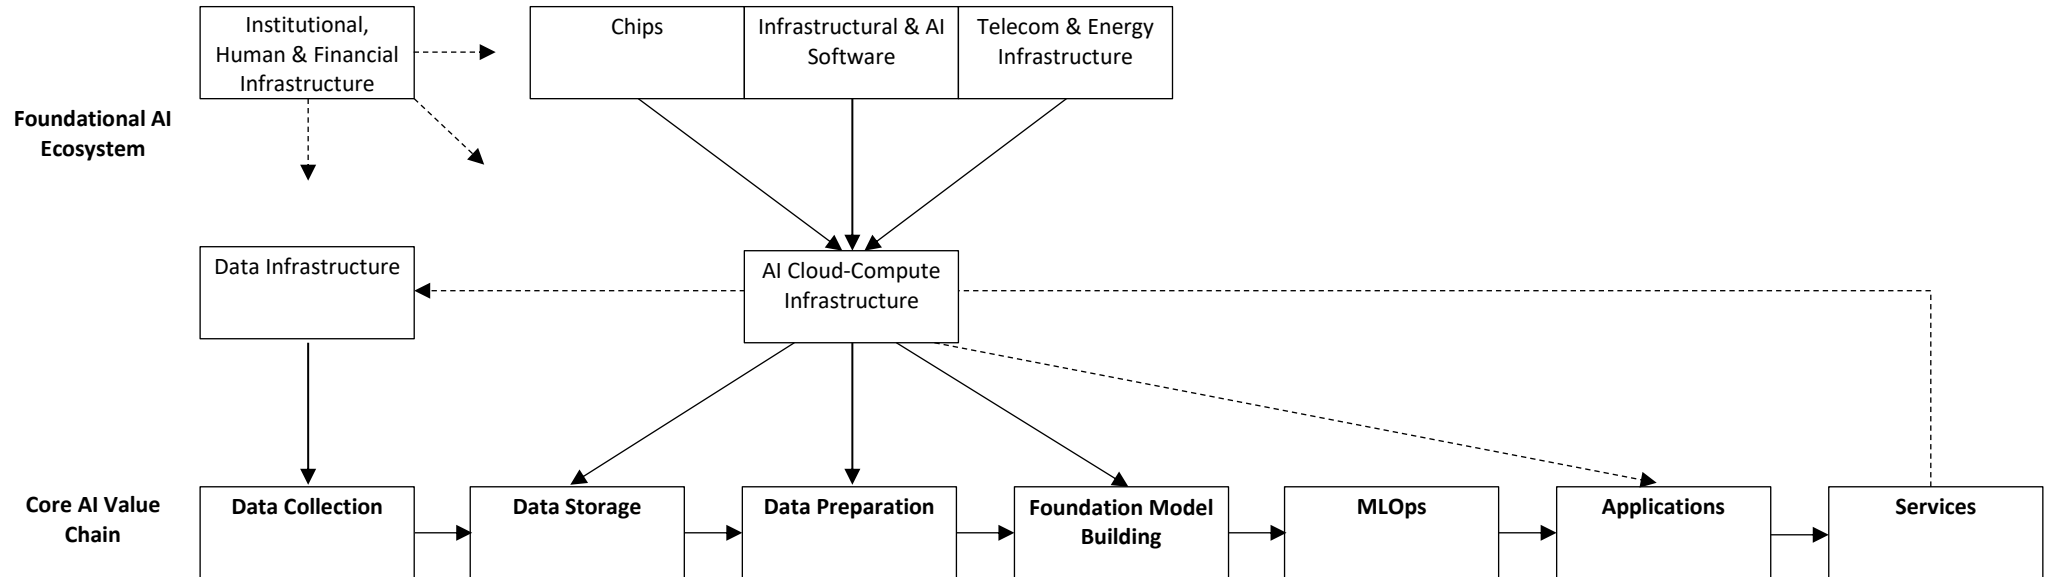 Institutional,
Human & Financial
Infrastructure
Chips
Infrastructural & AI
Software
Telecom & Energy
Infrastructure
Foundational AI
Ecosystem
Data Infrastructure
AI Cloud-Compute
Infrastructure
Core AI Value
Chain
Data Collection
Data Storage
Data Preparation
Foundation Model
Building
MLOps
Applications
Services